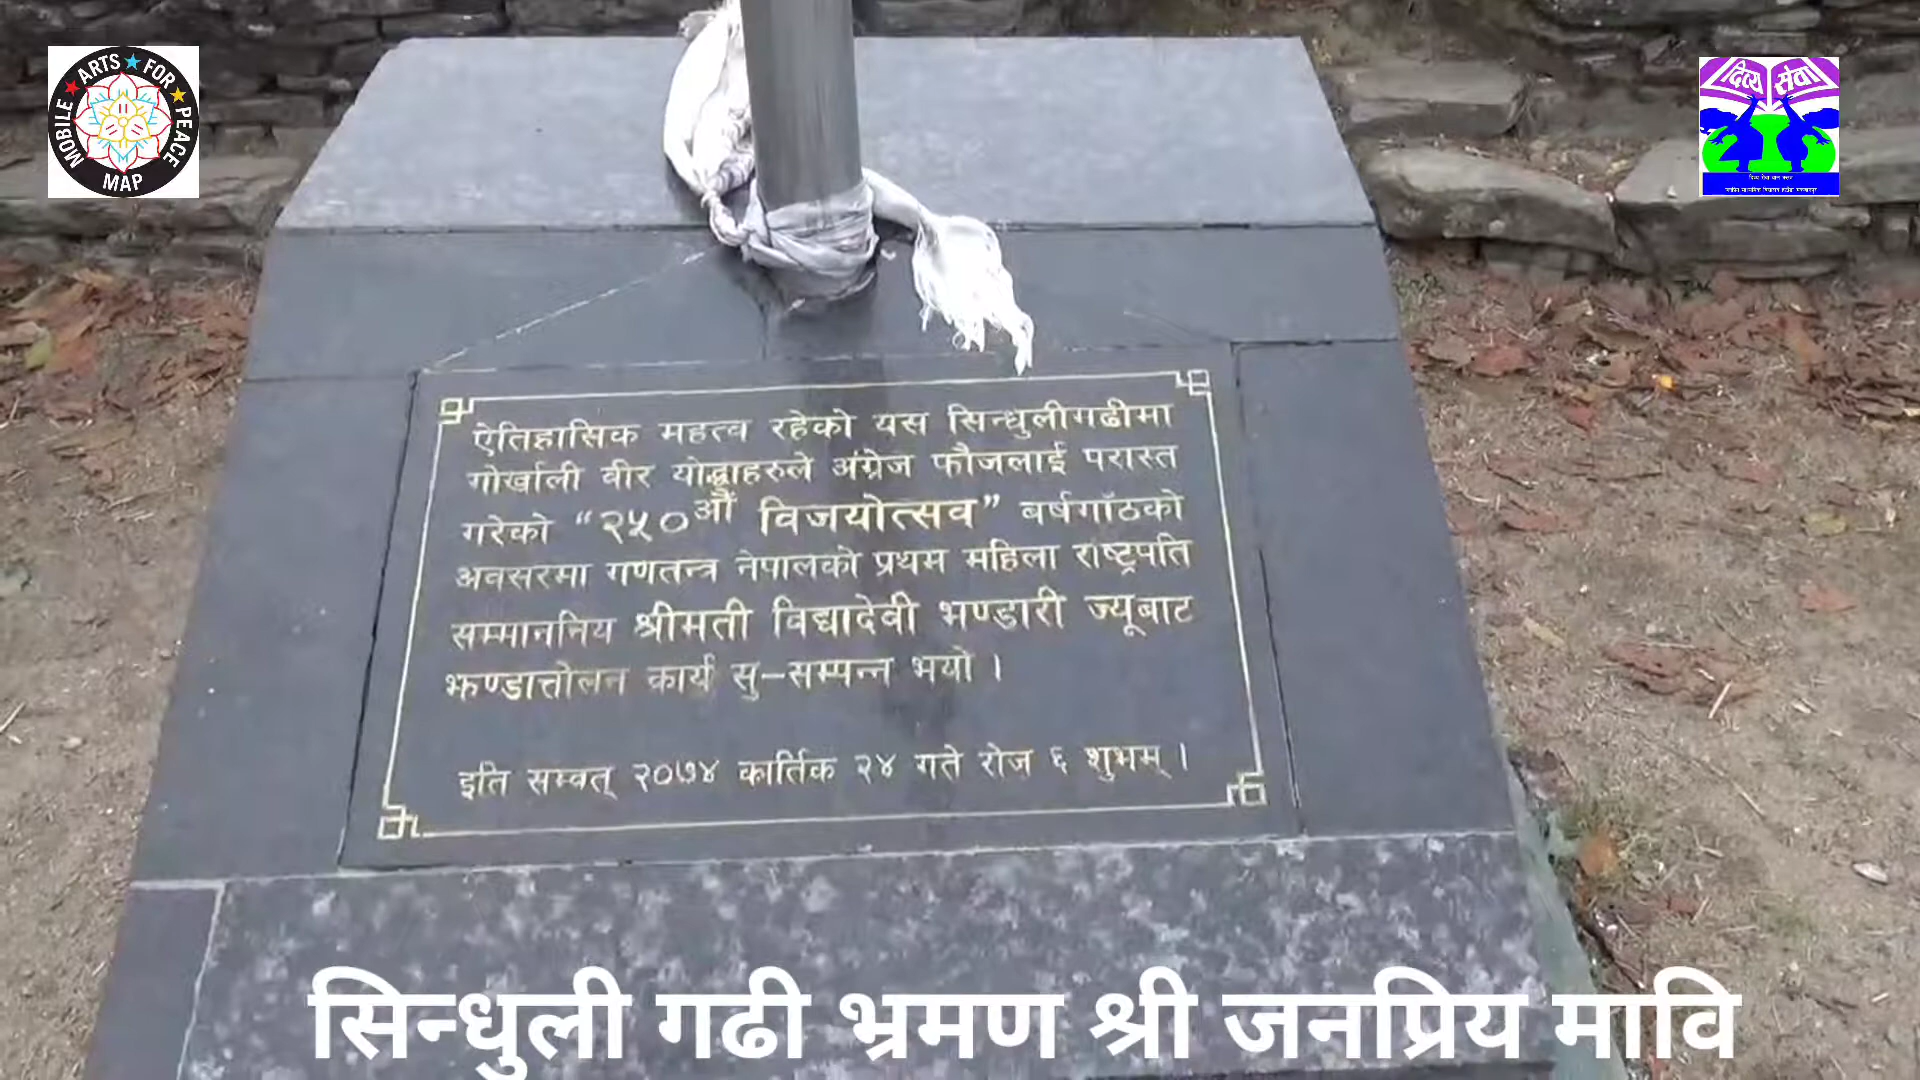 MOBILE ARTS FOR PEACE
MAP
दिव्य सेवा
ऐतिहासिक महत्व रहेको यस सिन्धुलीगढीमा
गोर्खाली वीर योद्धाहरुले अंग्रेज फौजलाई परास्त
गरेको “२५०औं विजयोत्सव” बर्षगाँठको
अवसरमा गणतन्त्र नेपालको प्रथम महिला राष्ट्रपति
सम्माननिय श्रीमती विद्यादेवी भण्डारी ज्यूबाट
झण्डात्तोलन कार्य सु-सम्पन्न भयो ।
इति सम्वत् २०७४ कार्तिक २४ गते रोज ६ शुभम् ।
सिन्धुली गढी भ्रमण श्री जनप्रिय मावि